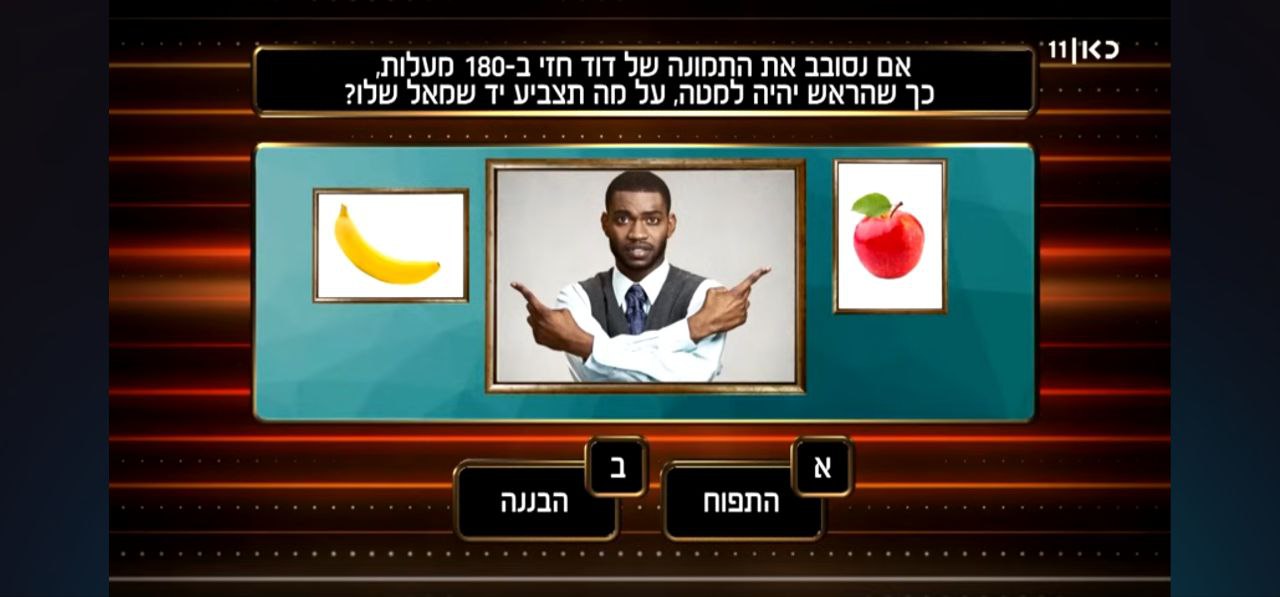 כאן|11
אם נסובב את התמונה של דוד חזי ב-180 מעלות,
כך שהראש יהיה למטה, על מה תצביע יד שמאל שלו?
א
התפוח
ב
הבננה